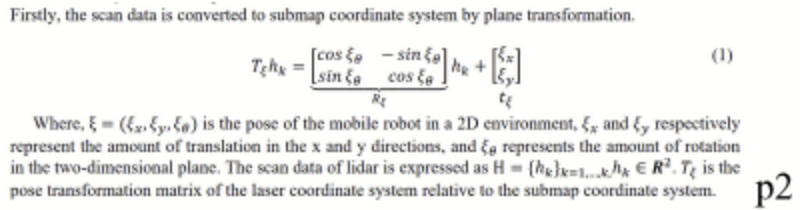 Firstly, the scan data is converted to submap coordinate system by plane transformation.
T_ξ h_k = [cos ξ_θ  − sin ξ_θ; sin ξ_θ  cos ξ_θ] h_k + [ξ_x; ξ_y]  (1)
R_ξ  t_ξ
Where, ξ = (ξ_x, ξ_y, ξ_θ) is the pose of the mobile robot in a 2D environment, ξ_x and ξ_y respectively
represent the amount of translation in the x and y directions, and ξ_θ represents the amount of rotation
in the two-dimensional plane. The scan data of lidar is expressed as H = {h_k}_{k=1,..,k}, h_k ∈ R². T_ξ is the
pose transformation matrix of the laser coordinate system relative to the submap coordinate system.
p2